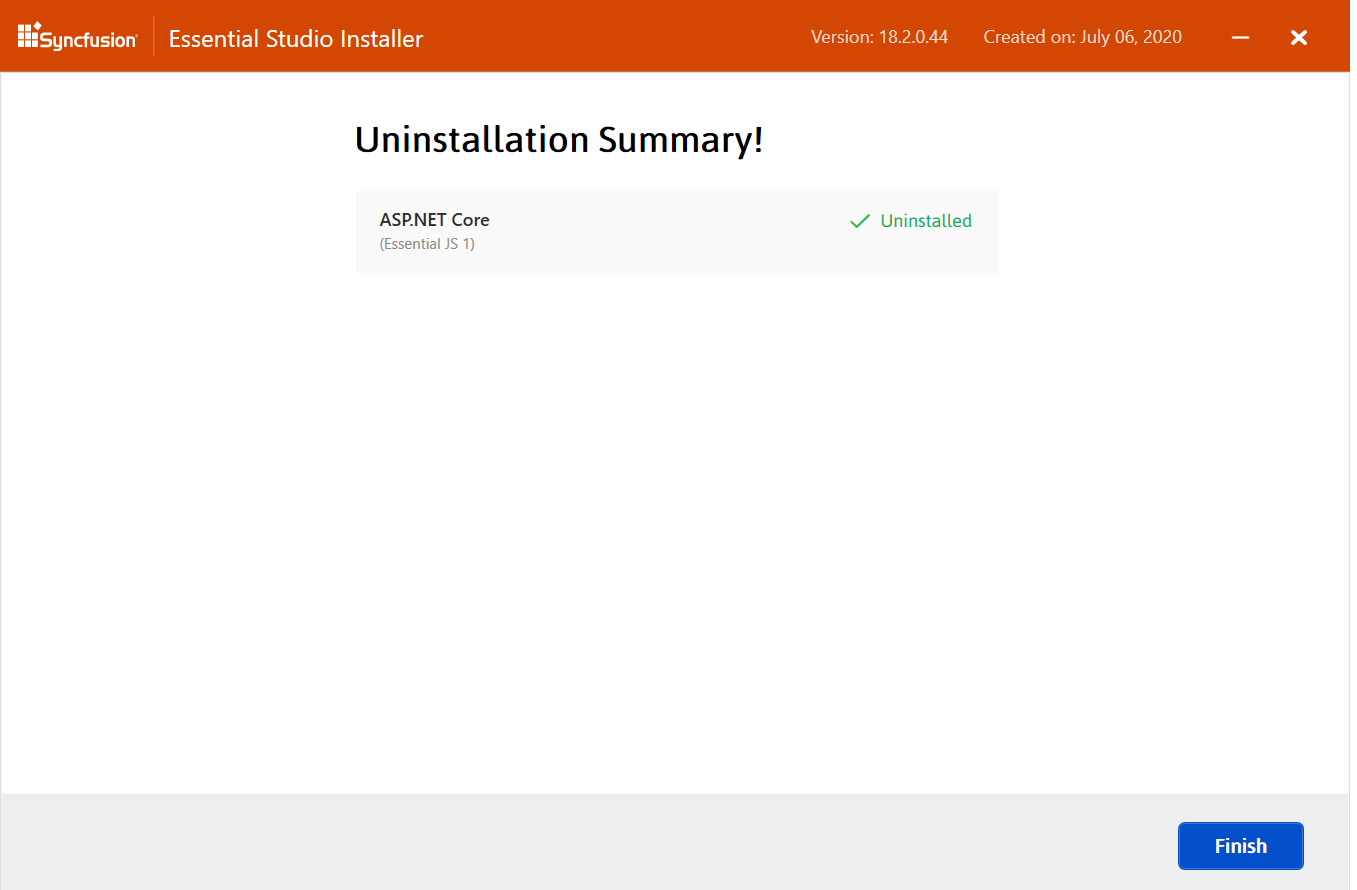 Syncfusion
Essential Studio Installer
Version: 18.2.0.44
Created on: July 06, 2020
Uninstallation Summary!
ASP.NET Core
Uninstalled
(Essential JS 1)
Finish